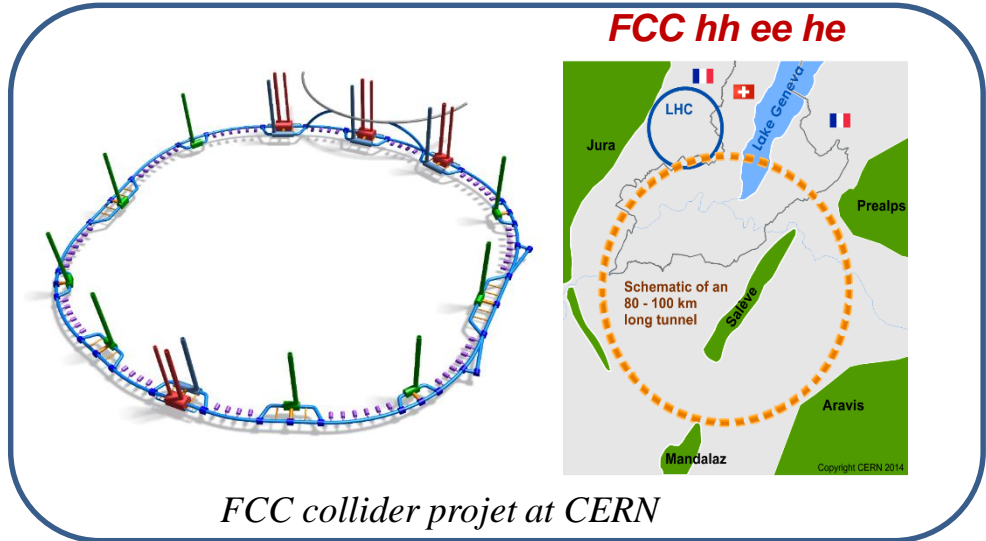 FCC hh ee he
LHC
Lake Geneva
Jura
Prealps
Schematic of an
80 - 100 km
long tunnel
Salève
Aravis
Mandalaz
Copyright CERN 2014
FCC collider projet at CERN